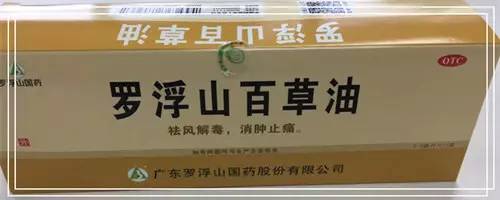 罗浮山百草油
罗浮山国药
罗浮山百草油
OTC
祛风解毒,消肿止痛。
外
广东罗浮山国药股份有限公司